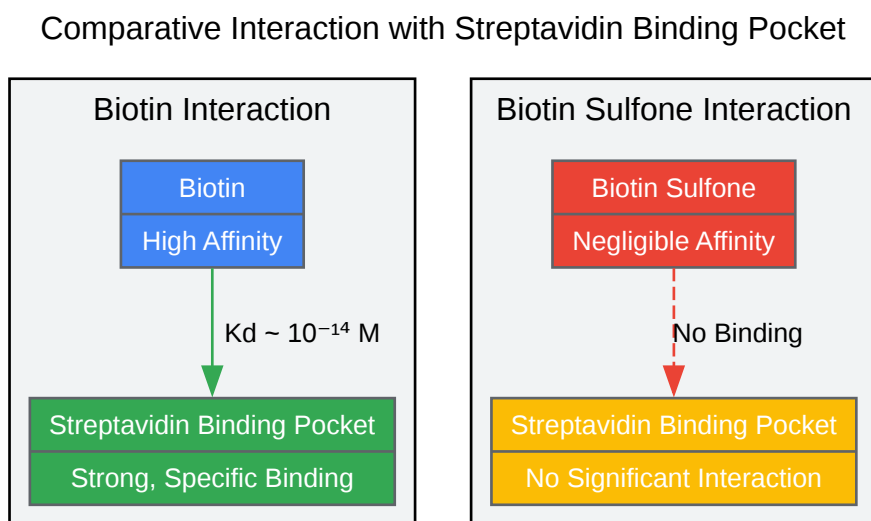 Comparative Interaction with Streptavidin Binding Pocket
Biotin Interaction
Biotin
High Affinity
Kd ~ 10⁻¹⁴ M
Streptavidin Binding Pocket
Strong, Specific Binding
Biotin Sulfone Interaction
Biotin Sulfone
Negligible Affinity
No Binding
Streptavidin Binding Pocket
No Significant Interaction